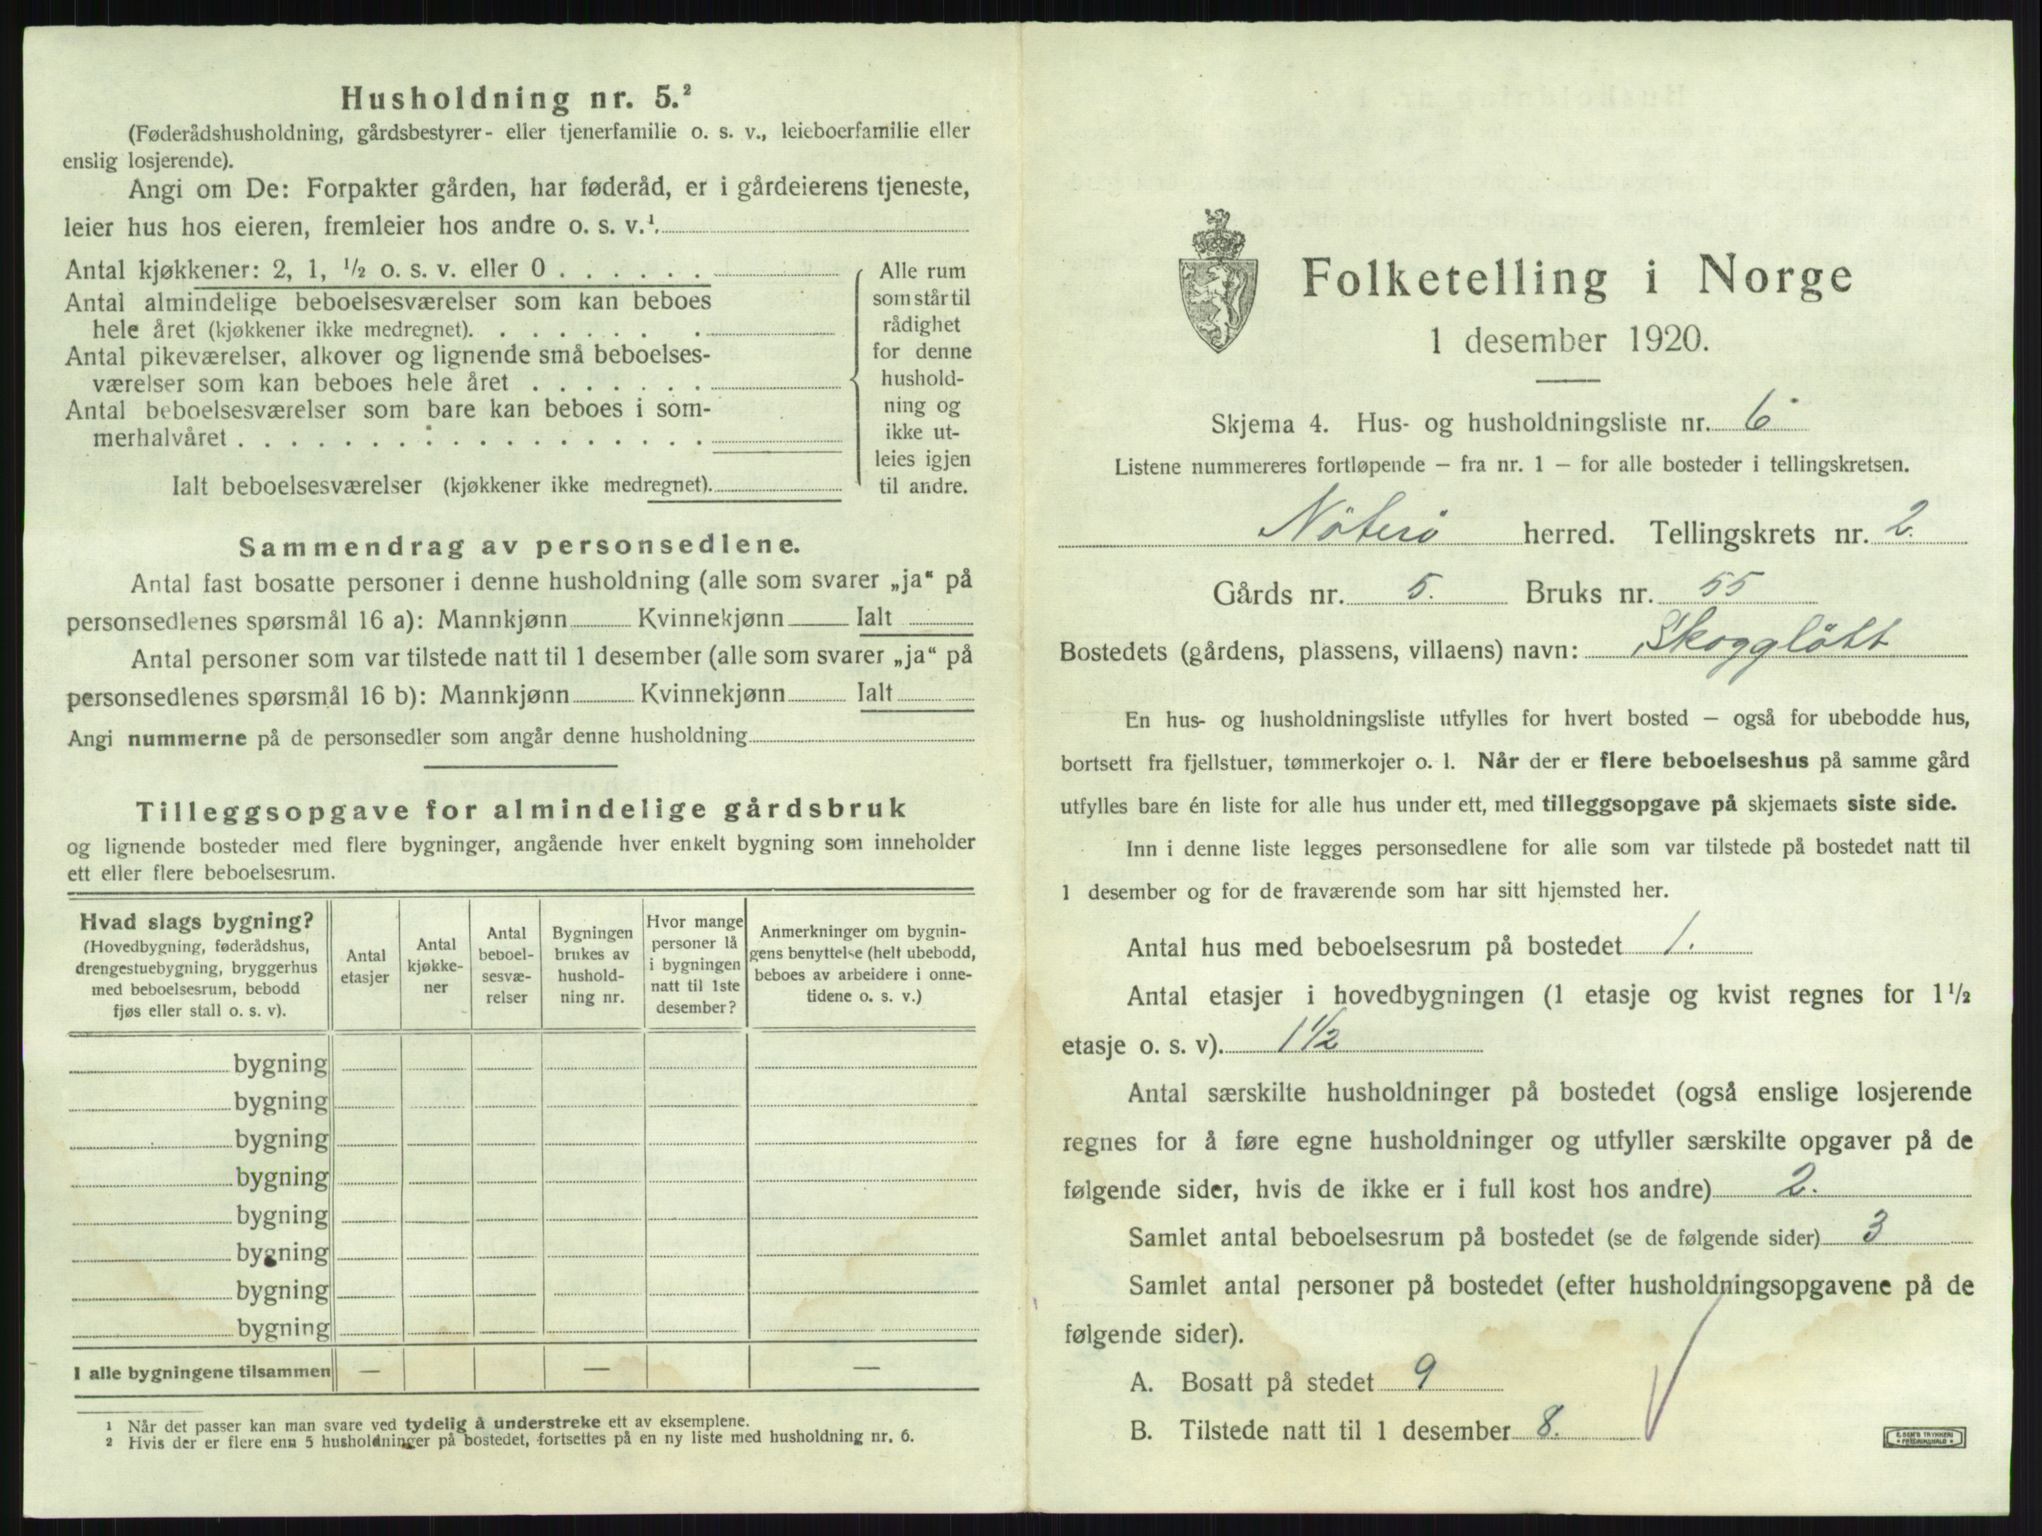 Husholdning nr. 5.²
(Føderådshusholdning, gårdsbestyrer- eller tjenerfamilie o. s. v., leieboerfamilie eller
enslig losjerende).
Angi om De: Forpakter gården, har føderåd, er i gårdeierens tjeneste,
leier hus hos eieren, fremleier hos andre o. s. v.¹.
Antal kjøkkener: 2, 1, ½ o. s. v. eller 0 . . . . . .
Antal almindelige beboelsesværelser som kan beboes
hele året (kjøkkener ikke medregnet). . . . . . .
Antal pikeværelser, alkover og lignende små beboelses-
værelser som kan beboes hele året . . . . . . .
Antal beboelsesværelser som bare kan beboes i som-
merhalvåret . . . . . . . . . . . . . . . . .
Ialt beboelsesværelser (kjøkkener ikke medregnet).
Alle rum
som står til
rådighet
for denne
hushold-
ning og
ikke ut-
leies igjen
til andre.
Sammendrag av personsedlene.
Antal fast bosatte personer i denne husholdning (alle som svarer „ja“ på
personsedlenes spørsmål 16 a): Mannkjønn Kvinnekjønn Ialt
Antal personer som var tilstede natt til 1 desember (alle som svarer „ja“ på
personsedlenes spørsmål 16 b): Mannkjønn Kvinnekjønn Ialt
Angi nummerne på de personsedler som angår denne husholdning
Tilleggsopgave for almindelige gårdsbruk
og lignende bosteder med flere bygninger, angående hver enkelt bygning som inneholder
ett eller flere beboelsesrum.
Hvad slags bygning?
(Hovedbygning, føderådshus,
drengestuebygning, bryggerhus
med beboelsesrum, bebodd
fjøs eller stall o. s. v).
Antal
etasjer
Antal
kjøkke-
ner
Antal
beboel-
sesvæ-
relser
Bygningen
brukes av
hushold-
ning nr.
Hvor mange
personer lå
i bygningen
natt til 1ste
desember?
Anmerkninger om bygnin-
gens benyttelse (helt ubebodd,
beboes av arbeidere i onne-
tidene o. s. v.)
bygning
bygning
bygning
bygning
bygning
bygning
bygning
bygning
I alle bygningene tilsammen — — —
¹ Når det passer kan man svare ved tydelig å understreke ett av eksemplene.
² Hvis der er flere enn 5 husholdninger på bostedet, fortsettes på en ny liste med husholdning nr. 6.
Folketelling i Norge
1 desember 1920.
Skjema 4. Hus- og husholdningsliste nr. 6
Listene nummereres fortløpende – fra nr. 1 – for alle bosteder i tellingskretsen.
Nöterö herred. Tellingskrets nr. 2.
Gårds nr. 5. Bruks nr. 55
Bostedets (gårdens, plassens, villaens) navn: Skogglött
En hus- og husholdningsliste utfylles for hvert bosted – også for ubebodde hus,
bortsett fra fjellstuer, tømmerkojer o. l. Når der er flere beboelseshus på samme gård
utfylles bare én liste for alle hus under ett, med tilleggsopgave på skjemaets siste side.
Inn i denne liste legges personsedlene for alle som var tilstede på bostedet natt til
1 desember og for de fraværende som har sitt hjemsted her.
Antal hus med beboelsesrum på bostedet 1.
Antal etasjer i hovedbygningen (1 etasje og kvist regnes for 1½
etasje o. s. v). 1½
Antal særskilte husholdninger på bostedet (også enslige losjerende
regnes for å føre egne husholdninger og utfyller særskilte opgaver på de
følgende sider, hvis de ikke er i full kost hos andre) 2.
Samlet antal beboelsesrum på bostedet (se de følgende sider) 3
Samlet antal personer på bostedet (efter husholdningsopgavene på de
følgende sider).
A. Bosatt på stedet 9
B. Tilstede natt til 1 desember 8.